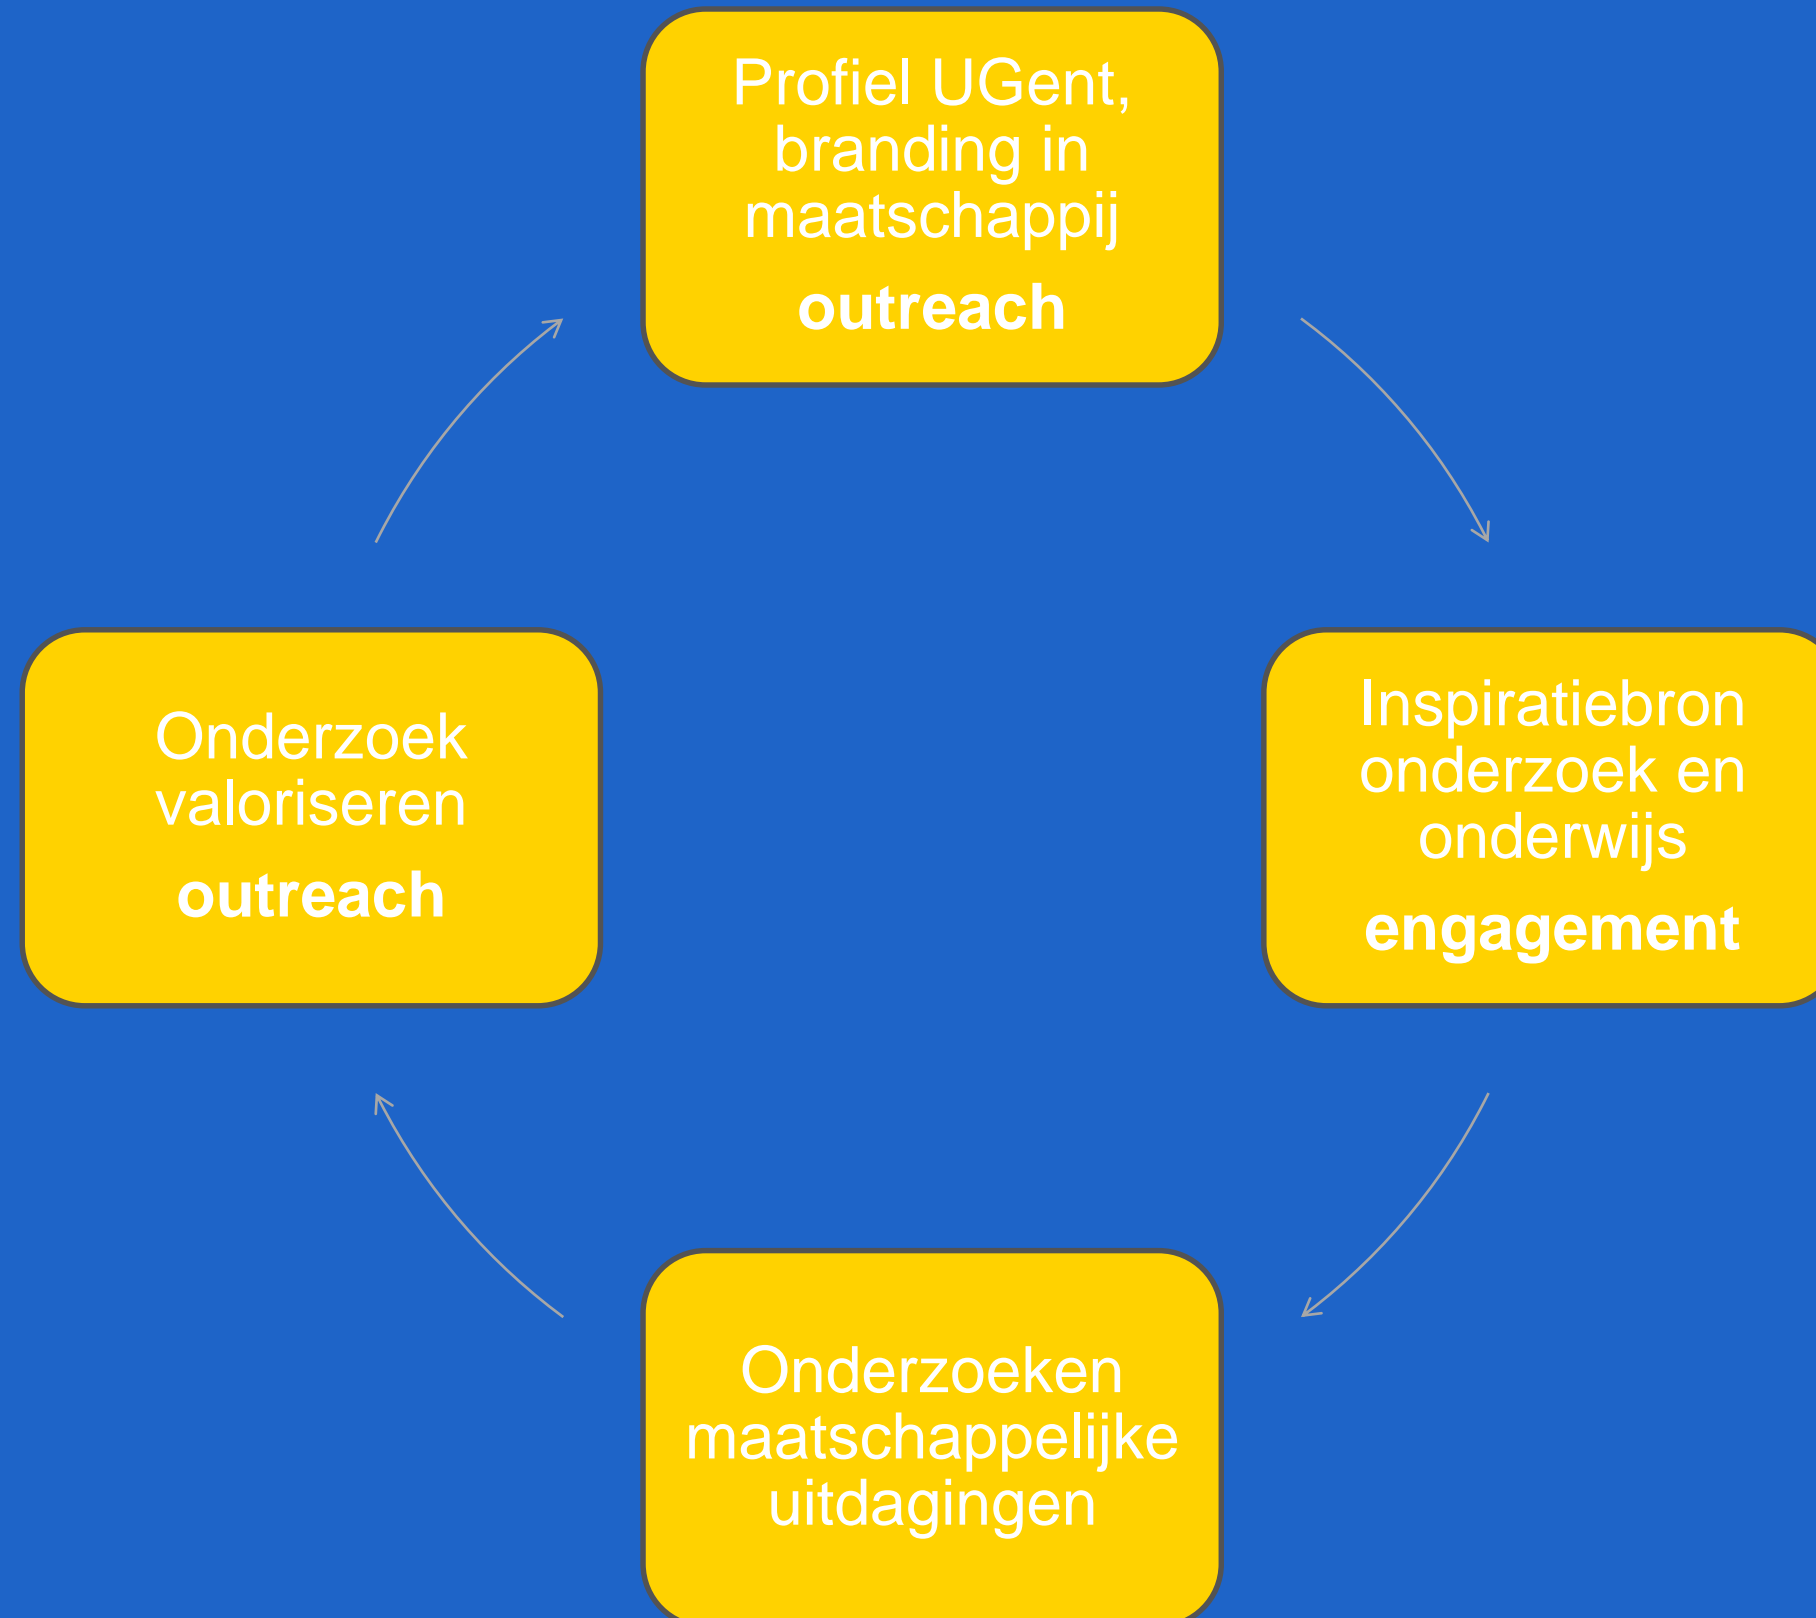 Profiel UGent,
branding in
maatschappij
outreach
Inspiratiebron
onderzoek en
onderwijs
engagement
Onderzoeken
maatschappelijke
uitdagingen
Onderzoek
valoriseren
outreach